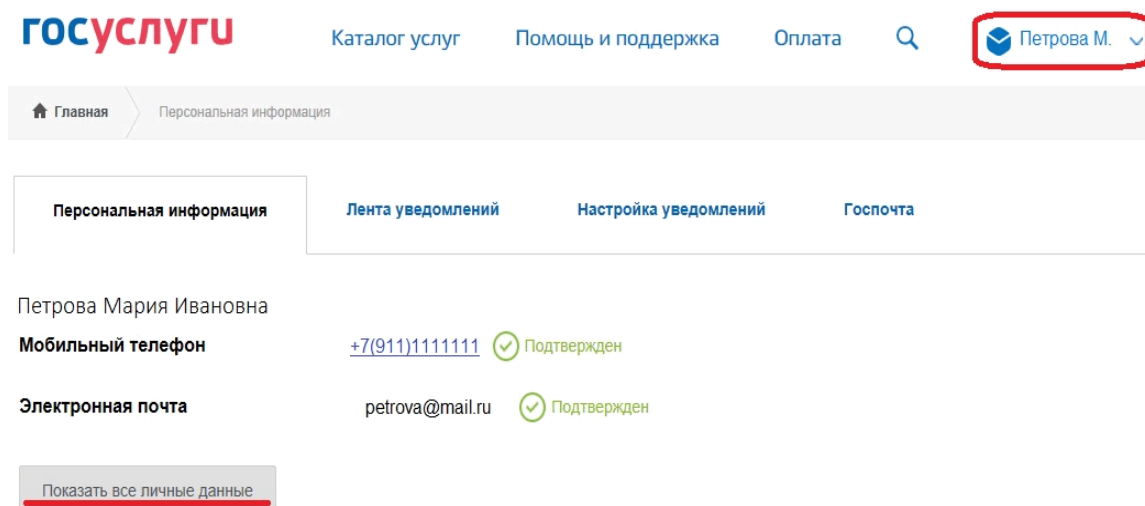 госуслуги Каталог услуг Помощь и поддержка Оплата Петрова М.
Главная Персональная информация
Персональная информация Лента уведомлений Настройка уведомлений Госпочта
Петрова Мария Ивановна
Мобильный телефон +7(911)1111111 Подтвержден
Электронная почта petrova@mail.ru Подтвержден
Показать все личные данные